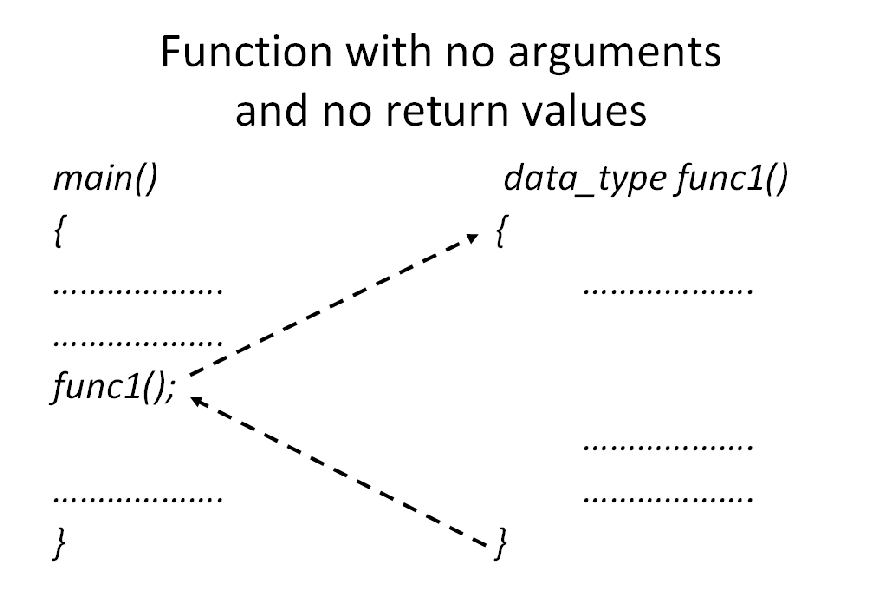 Function with no arguments
and no return values
main()
{
...................
...................
func1();
...................
}
data_type func1()
{
...................
...................
...................
}